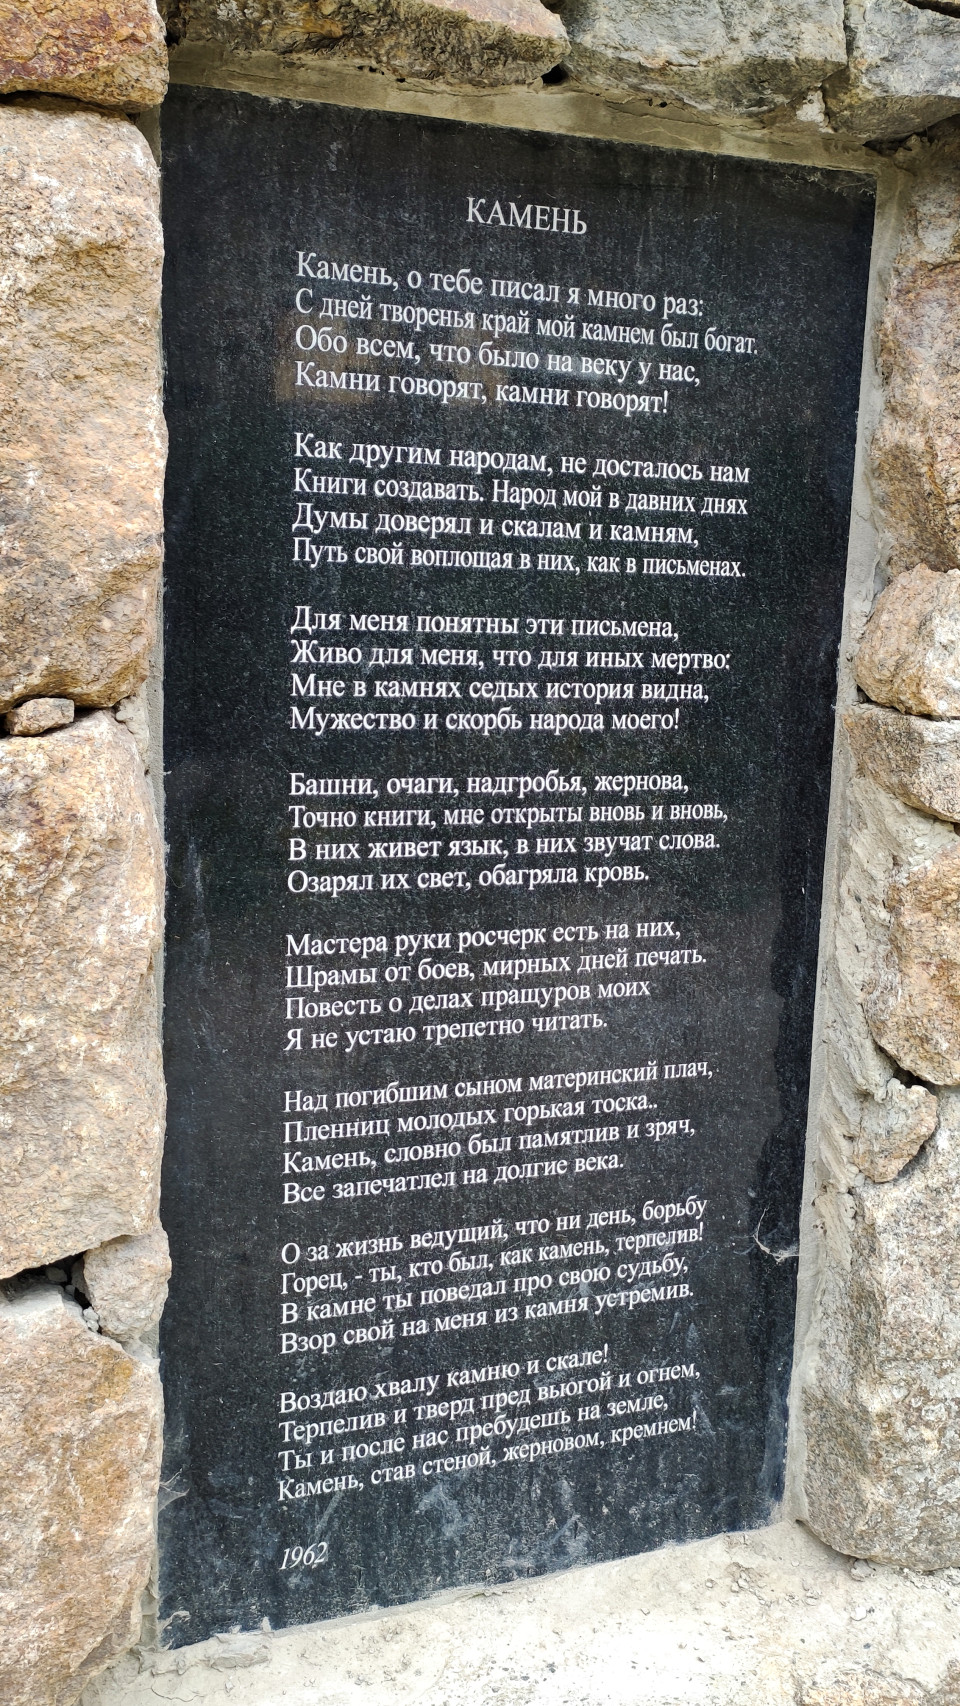 КАМЕНЬ
Камень, о тебе писал я много раз:
С дней творенья край мой камнем был богат.
Обо всем, что было на веку у нас,
Камни говорят, камни говорят!
Как другим народам, не досталось нам
Книги создавать. Народ мой в давних днях
Думы доверял и скалам и камням,
Путь свой воплощая в них, как в письменах.
Для меня понятны эти письмена,
Живо для меня, что для иных мертво:
Мне в камнях седых история видна,
Мужество и скорбь народа моего!
Башни, очаги, надгробья, жернова,
Точно книги, мне открыты вновь и вновь,
В них живет язык, в них звучат слова.
Озарял их свет, обагряла кровь.
Мастера руки росчерк есть на них,
Шрамы от боев, мирных дней печать.
Повесть о делах пращуров моих
Я не устаю трепетно читать.
Над погибшим сыном материнский плач,
Пленниц молодых горькая тоска..
Камень, словно был памятлив и зряч,
Все запечатлел на долгие века.
О за жизнь ведущий, что ни день, борьбу
Горец, - ты, кто был, как камень, терпелив!
В камне ты поведал про свою судьбу,
Взор свой на меня из камня устремив.
Воздаю хвалу камню и скале!
Терпелив и тверд пред вьюгой и огнем,
Ты и после нас пребудешь на земле,
Камень, став стеной, жерновом, кремнем!
1962